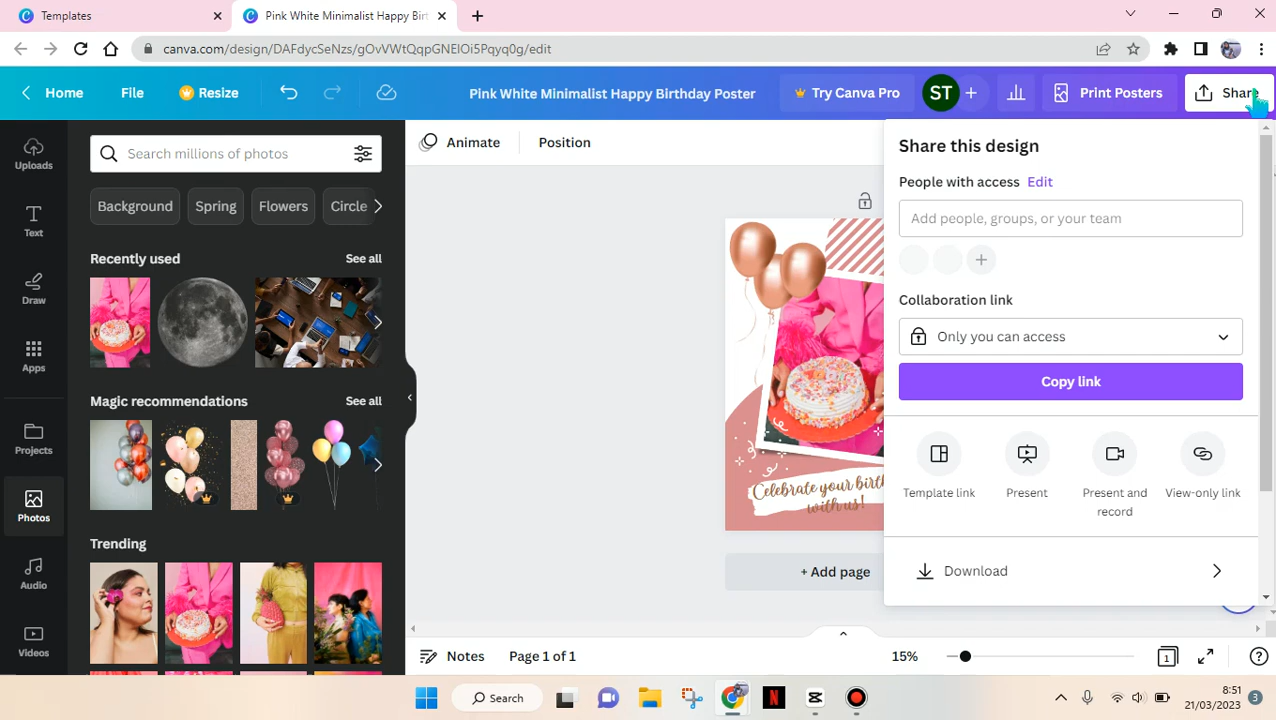 Templates
Pink White Minimalist Happy Birt
canva.com/design/DAFdycSeNzs/gOvVWtQqpGNEIOi5Pqyq0g/edit
Home File Resize
Pink White Minimalist Happy Birthday Poster
Try Canva Pro
ST
Print Posters
Share
Uploads
Text
Draw
Apps
Projects
Photos
Audio
Videos
Search millions of photos
Background Spring Flowers Circle
Recently used See all
Magic recommendations See all
Trending
Animate Position
Celebrate your birt
with us!
+ Add page
Share this design
People with access Edit
Add people, groups, or your team
Collaboration link
Only you can access
Copy link
Template link
Present
Present and
record
View-only link
Download
Notes Page 1 of 1
15%
1
Search
8:51
21/03/2023
3